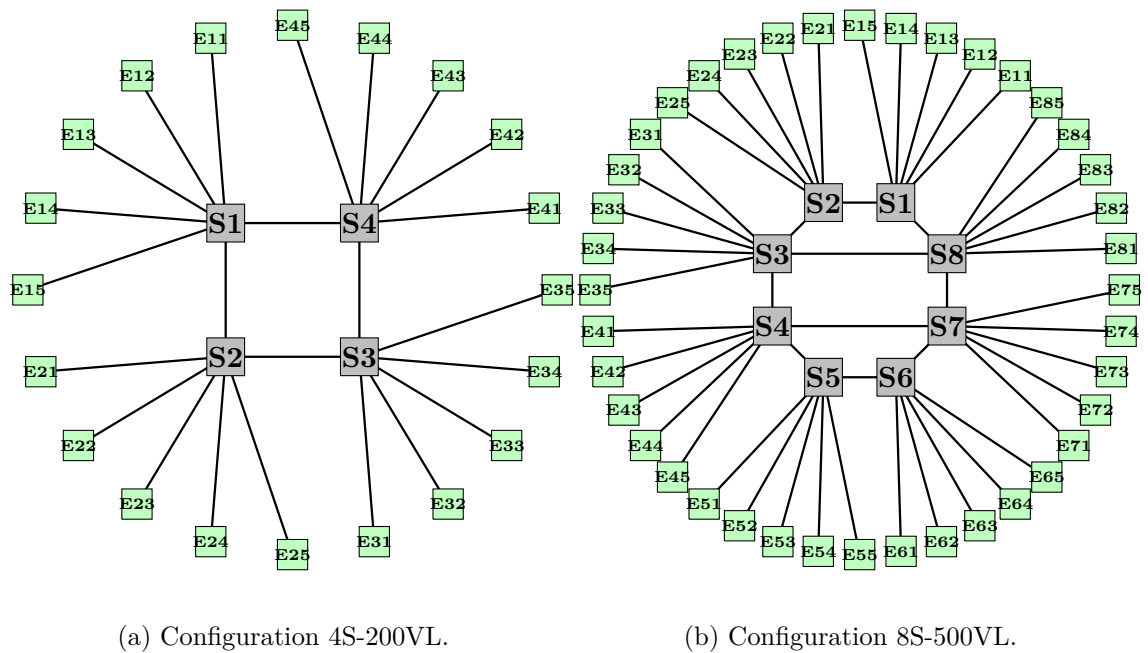 E45
E11
E44
E12
E43
E13
E42
E14
E41
S1
S4
E15
E35
S2
S3
E21
E34
E22
E33
E23
E32
E24
E31
E25
(a) Configuration 4S-200VL.
E15
E21
E14
E22
E13
E23
E12
E24
E11
E25
E85
E31
E84
E32
E83
E33
E82
S2
S1
E34
E81
S3
S8
E35
E75
E41
E74
S4
S7
E42
E73
S5
S6
E43
E72
E44
E71
E45
E65
E51
E64
E52
E63
E53
E62
E54
E61
E55
(b) Configuration 8S-500VL.